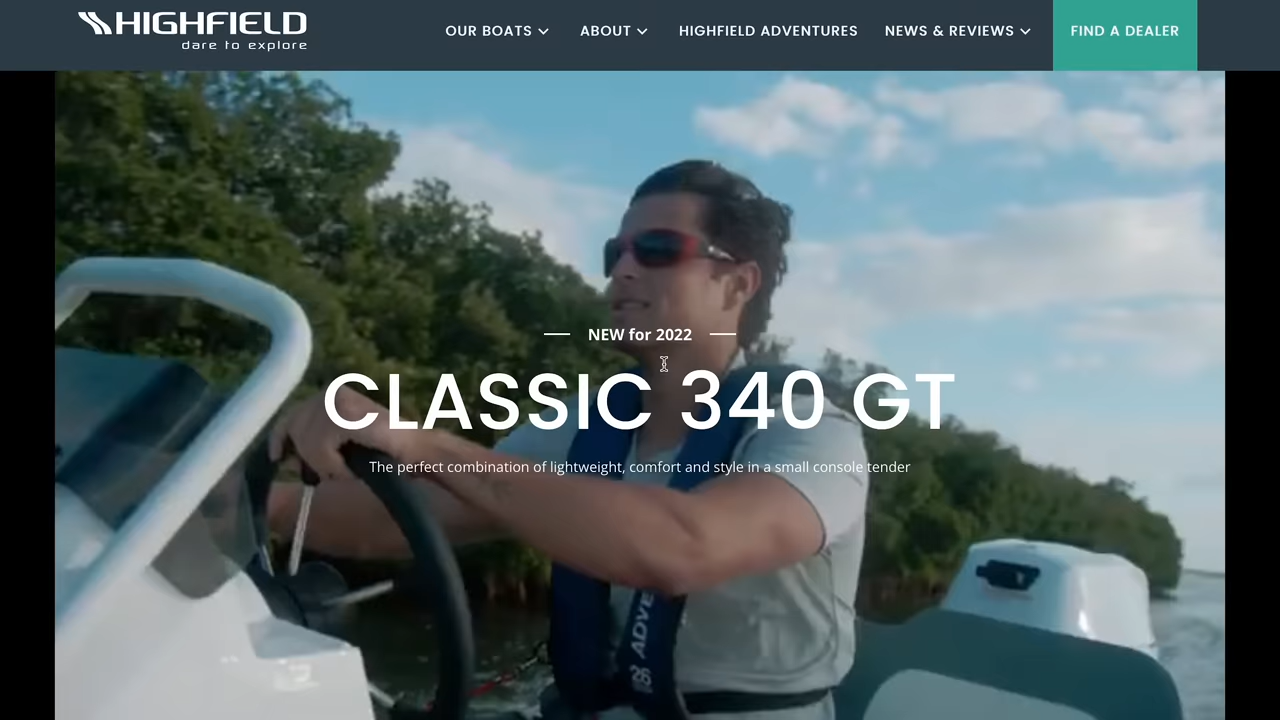 HIGHFIELD
dare to explore
OUR BOATS
ABOUT
HIGHFIELD ADVENTURES
NEWS & REVIEWS
FIND A DEALER
NEW for 2022
CLASSIC 340 GT
The perfect combination of lightweight, comfort and style in a small console tender
ADVE